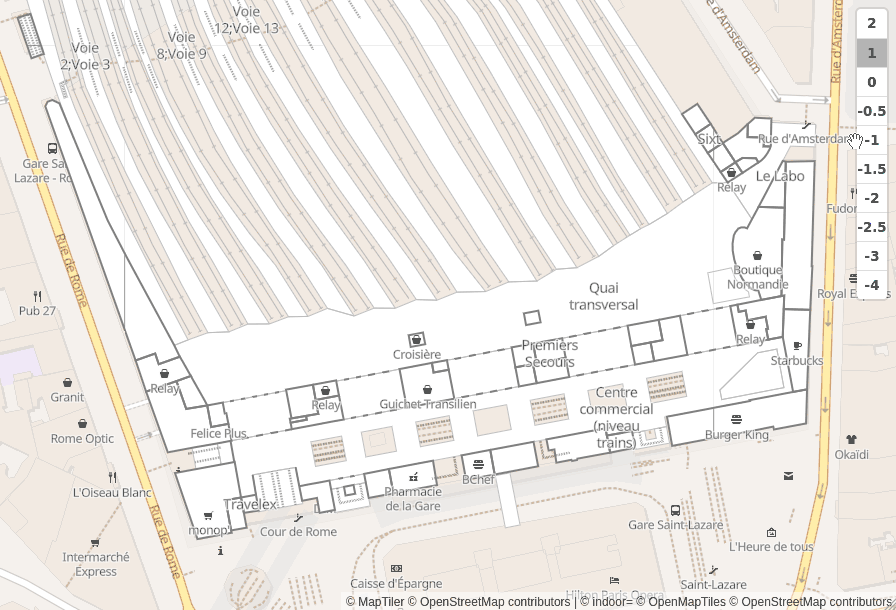 Voie
12;Voie 13
Voie
8;Voie 9
Voie
2;Voie 3
e d'Amsterdam
Rue d'Amsterd
2
1
0
-0.5
-1
-1.5
-2
-2.5
-3
-4
Gare Sa
Lazare - Ro
Sixt
Rue d'Amsterdam
Relay
Le Labo
Fudo
Rue de Rome
Boutique
Normandie
Royal E
Quai
transversal
Pub 27
Croisière
Premiers
Secours
Relay
Starbucks
Relay
Granit
Relay
Guichet Transilien
Centre
commercial
(niveau
trains)
Felice Plus
Burger King
Rome Optic
Okaïdi
L'Oiseau Blanc
BChef
Pharmacie
de la Gare
Travelex
monop'
Cour de Rome
Rue de Rome
Gare Saint-Lazare
L'Heure de tous
Intermarché
Express
Caisse d'Épargne
Saint-Lazare
Hilton Paris Opera
© MapTiler © OpenStreetMap contributors | © indoor= © OpenMapTiles © OpenStreetMap contributors